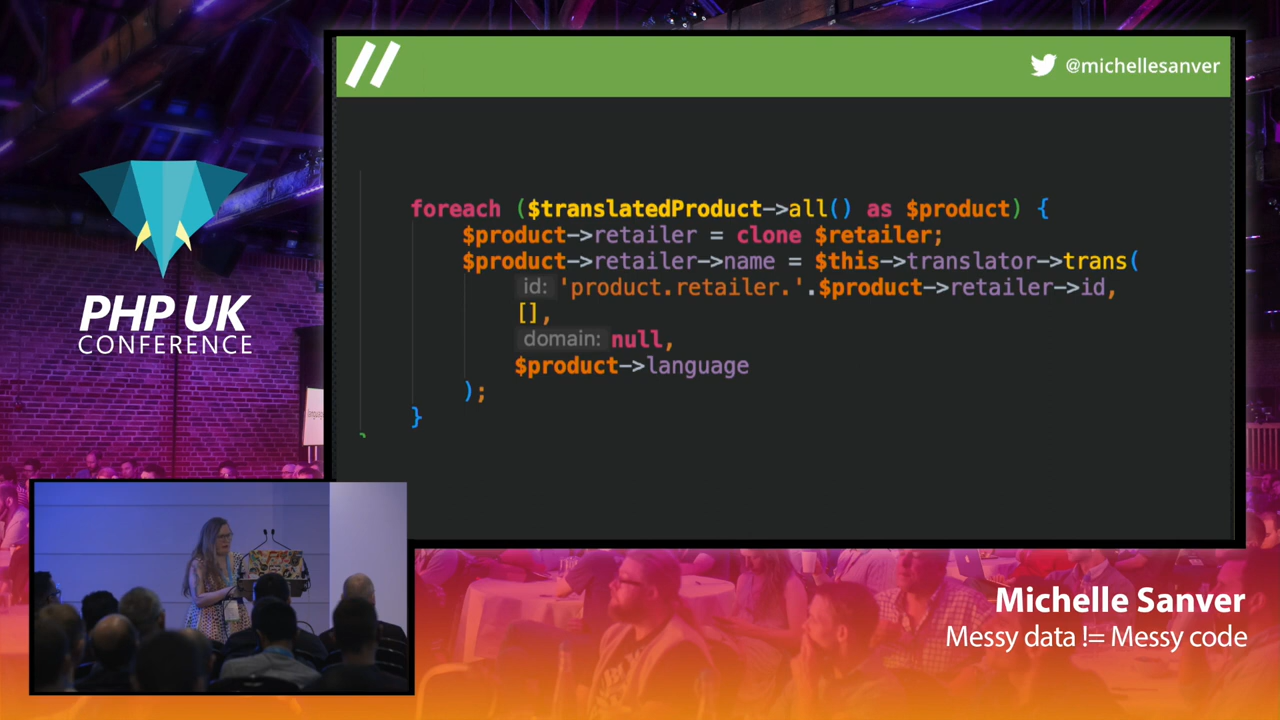 @michellesanver
foreach ($translatedProduct->all() as $product) {
$product->retailer = clone $retailer;
$product->retailer->name = $this->translator->trans(
id: 'product.retailer.'.$product->retailer->id,
[],
domain: null,
$product->language
);
}
}
PHP UK
CONFERENCE
Michelle Sanver
Messy data != Messy code